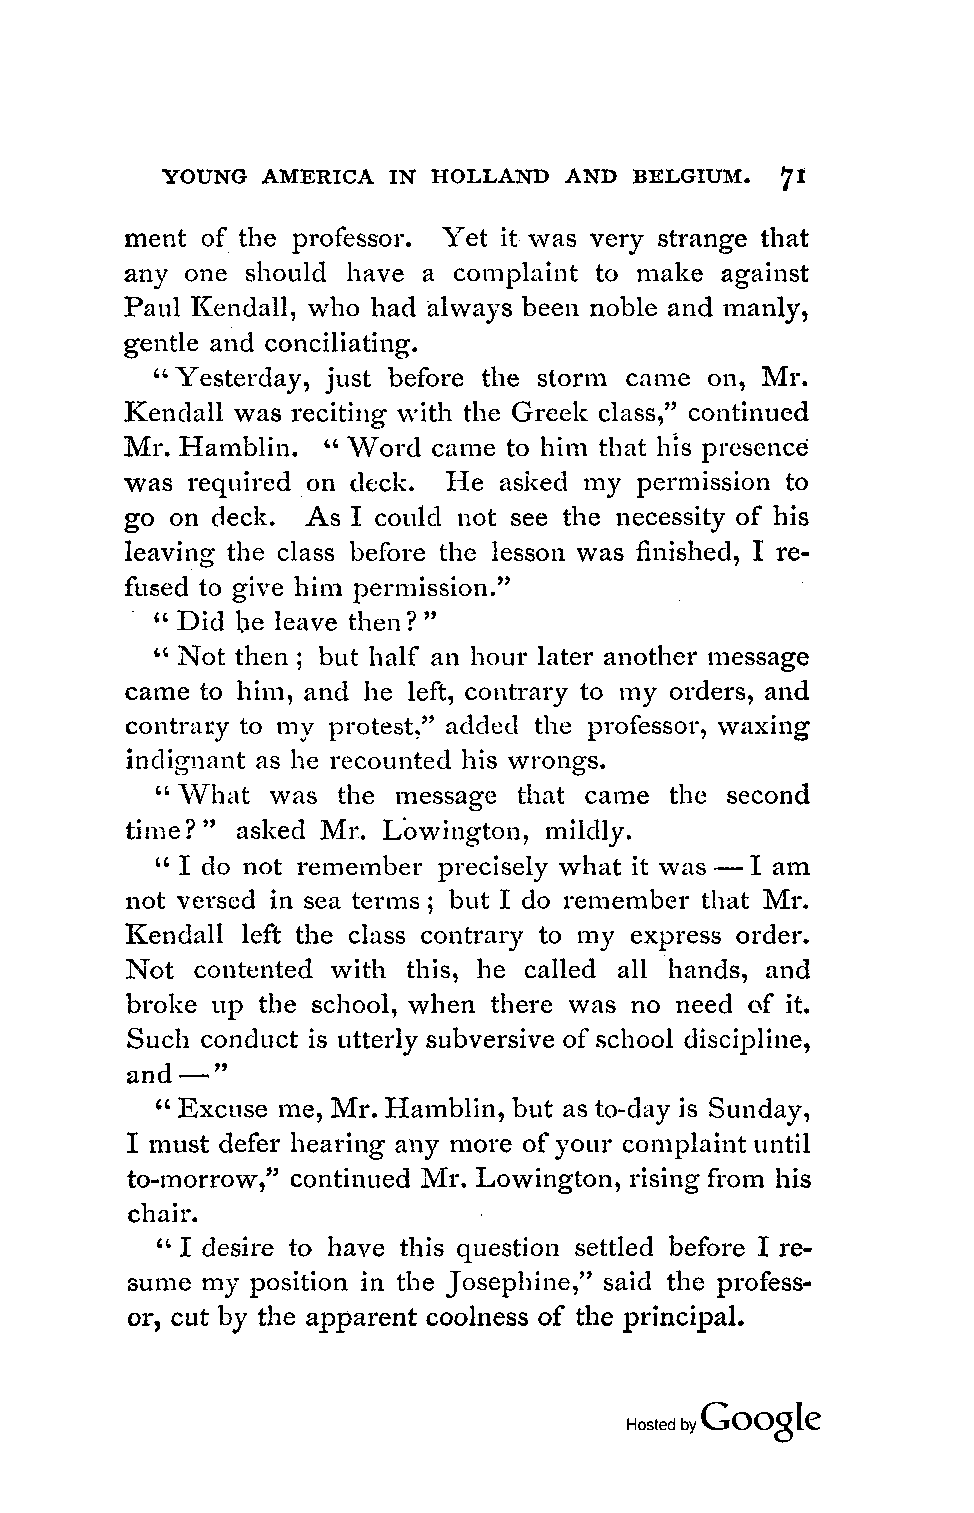 YOUNG AMERICA IN HOLLAND AND BELGIUM. 71
ment of the professor. Yet it was very strange that
any one should have a complaint to make against
Paul Kendall, who had always been noble and manly,
gentle and conciliating.
“Yesterday, just before the storm came on, Mr.
Kendall was reciting with the Greek class,” continued
Mr. Hamblin. “Word came to him that his presence
was required on deck. He asked my permission to
go on deck. As I could not see the necessity of his
leaving the class before the lesson was finished, I re-
fused to give him permission.”
“Did he leave then?”
“Not then; but half an hour later another message
came to him, and he left, contrary to my orders, and
contrary to my protest,” added the professor, waxing
indignant as he recounted his wrongs.
“What was the message that came the second
time?” asked Mr. Lowington, mildly.
“I do not remember precisely what it was — I am
not versed in sea terms; but I do remember that Mr.
Kendall left the class contrary to my express order.
Not contented with this, he called all hands, and
broke up the school, when there was no need of it.
Such conduct is utterly subversive of school discipline,
and —”
“Excuse me, Mr. Hamblin, but as to-day is Sunday,
I must defer hearing any more of your complaint until
to-morrow,” continued Mr. Lowington, rising from his
chair.
“I desire to have this question settled before I re-
sume my position in the Josephine,” said the profess-
or, cut by the apparent coolness of the principal.
Hosted by Google